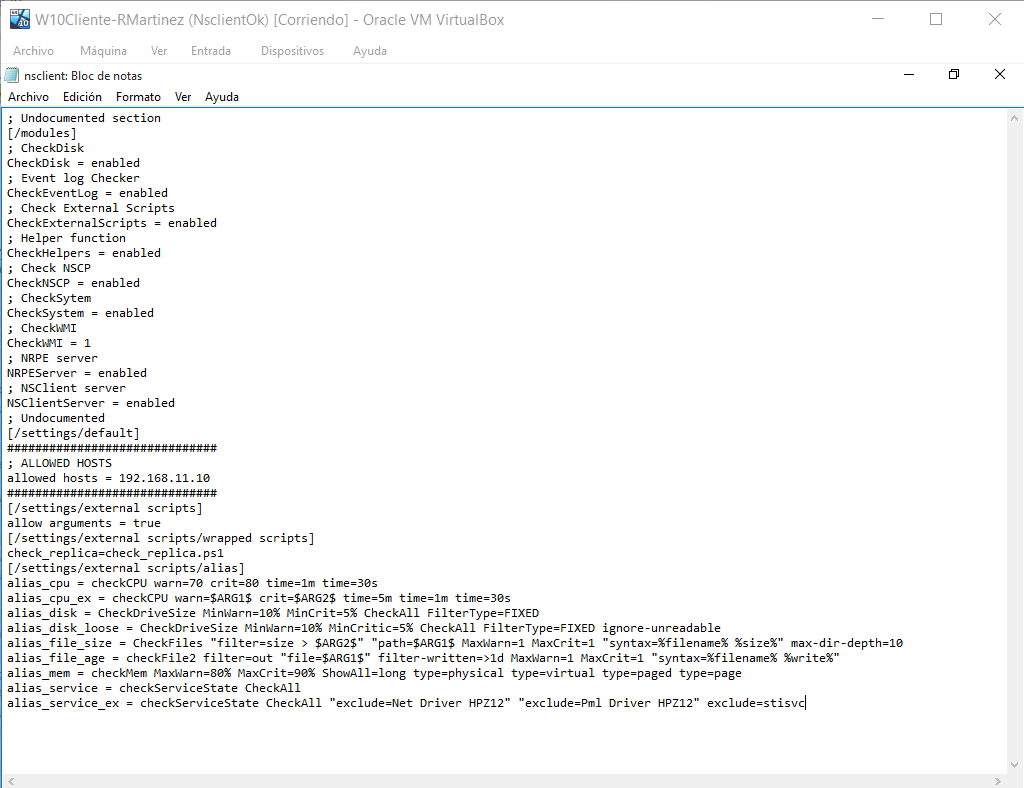 W10Cliente-RMartinez (NsclientOk) [Corriendo] - Oracle VM VirtualBox
Archivo Máquina Ver Entrada Dispositivos Ayuda
nsclient: Bloc de notas
Archivo Edición Formato Ver Ayuda
; Undocumented section
[/modules]
; CheckDisk
CheckDisk = enabled
; Event log Checker
CheckEventLog = enabled
; Check External Scripts
CheckExternalScripts = enabled
; Helper function
CheckHelpers = enabled
; Check NSCP
CheckNSCP = enabled
; CheckSytem
CheckSystem = enabled
; CheckWMI
CheckWMI = 1
; NRPE server
NRPEServer = enabled
; NSClient server
NSClientServer = enabled
; Undocumented
[/settings/default]
##############################
; ALLOWED HOSTS
allowed hosts = 192.168.11.10
##############################
[/settings/external scripts]
allow arguments = true
[/settings/external scripts/wrapped scripts]
check_replica=check_replica.ps1
[/settings/external scripts/alias]
alias_cpu = checkCPU warn=70 crit=80 time=1m time=30s
alias_cpu_ex = checkCPU warn=$ARG1$ crit=$ARG2$ time=5m time=1m time=30s
alias_disk = CheckDriveSize MinWarn=10% MinCrit=5% CheckAll FilterType=FIXED
alias_disk_loose = CheckDriveSize MinWarn=10% MinCritic=5% CheckAll FilterType=FIXED ignore-unreadable
alias_file_size = CheckFiles "filter=size > $ARG2$" "path=$ARG1$ MaxWarn=1 MaxCrit=1 "syntax=%filename% %size%" max-dir-depth=10
alias_file_age = checkFile2 filter=out "file=$ARG1$" filter-written=>1d MaxWarn=1 MaxCrit=1 "syntax=%filename% %write%"
alias_mem = checkMem MaxWarn=80% MaxCrit=90% ShowAll=long type=physical type=virtual type=paged type=page
alias_service = checkServiceState CheckAll
alias_service_ex = checkServiceState CheckAll "exclude=Net Driver HPZ12" "exclude=Pml Driver HPZ12" exclude=stisvc